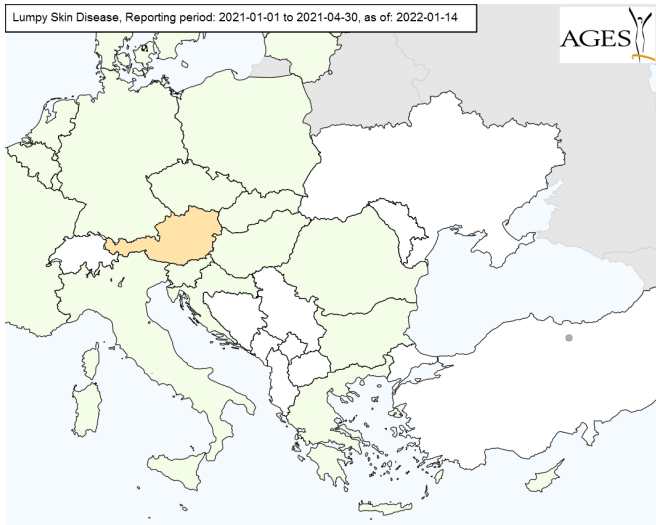 Lumpy Skin Disease, Reporting period: 2021-01-01 to 2021-04-30, as of: 2022-01-14
AGES